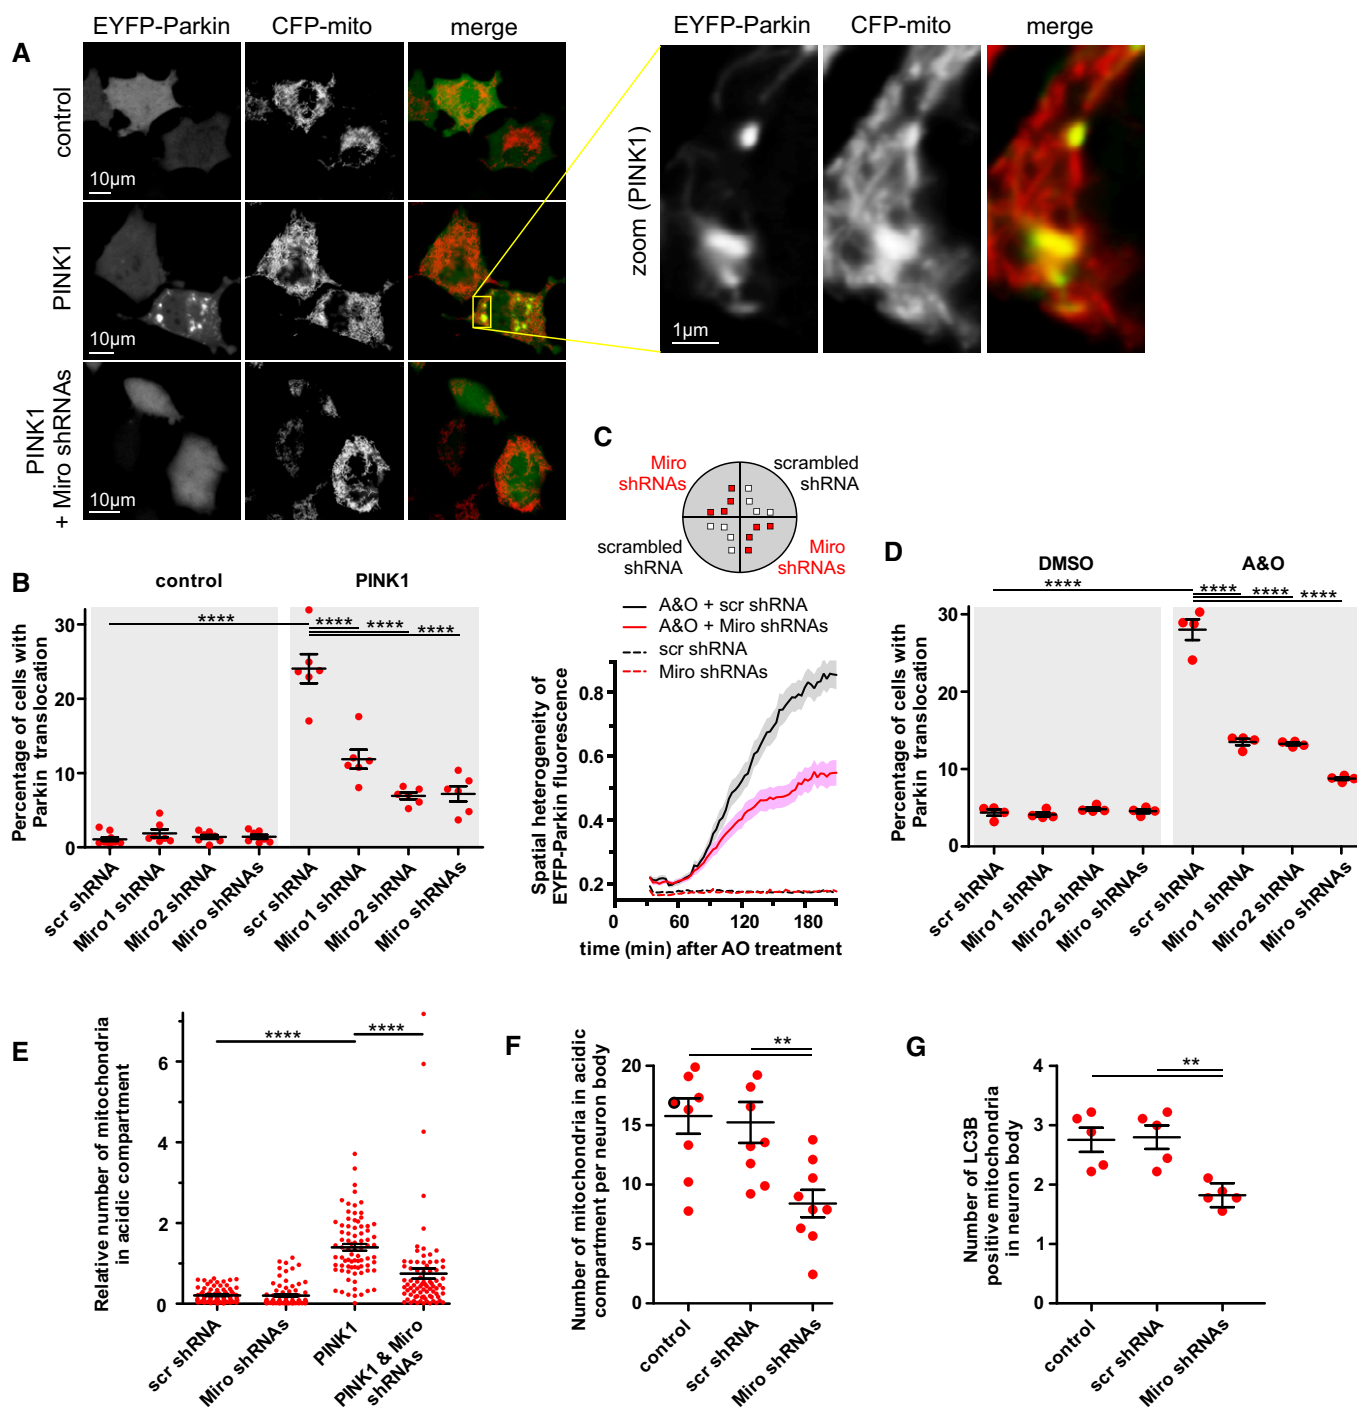 A
EYFP-Parkin
CFP-mito
merge
control
10µm
PINK1
10µm
PINK1
+ Miro shRNAs
10µm
EYFP-Parkin
CFP-mito
merge
zoom (PINK1)
1µm
B
control
PINK1
Percentage of cells with
Parkin translocation
30
20
10
0
****
****
****
****
scr shRNA
Miro1 shRNA
Miro2 shRNA
Miro shRNAs
scr shRNA
Miro1 shRNA
Miro2 shRNA
Miro shRNAs
C
Miro
shRNAs
scrambled
shRNA
scrambled
shRNA
Miro
shRNAs
A&O + scr shRNA
A&O + Miro shRNAs
scr shRNA
Miro shRNAs
Spatial heterogeneity of
EYFP-Parkin fluorescence
0.8
0.6
0.4
0.2
0
60
120
180
time (min) after AO treatment
D
DMSO
A&O
Percentage of cells with
Parkin translocation
30
20
10
0
****
****
****
****
scr shRNA
Miro1 shRNA
Miro2 shRNA
Miro shRNAs
scr shRNA
Miro1 shRNA
Miro2 shRNA
Miro shRNAs
E
Relative number of mitochondria
in acidic compartment
6
4
2
0
****
****
scr shRNA
Miro shRNAs
PINK1
PINK1 & Miro
shRNAs
F
Number of mitochondria in acidic
compartment per neuron body
20
15
10
5
0
**
control
scr shRNA
Miro shRNAs
G
Number of LC3B
positive mitochondria
in neuron body
4
3
2
1
0
**
control
scr shRNA
Miro shRNAs